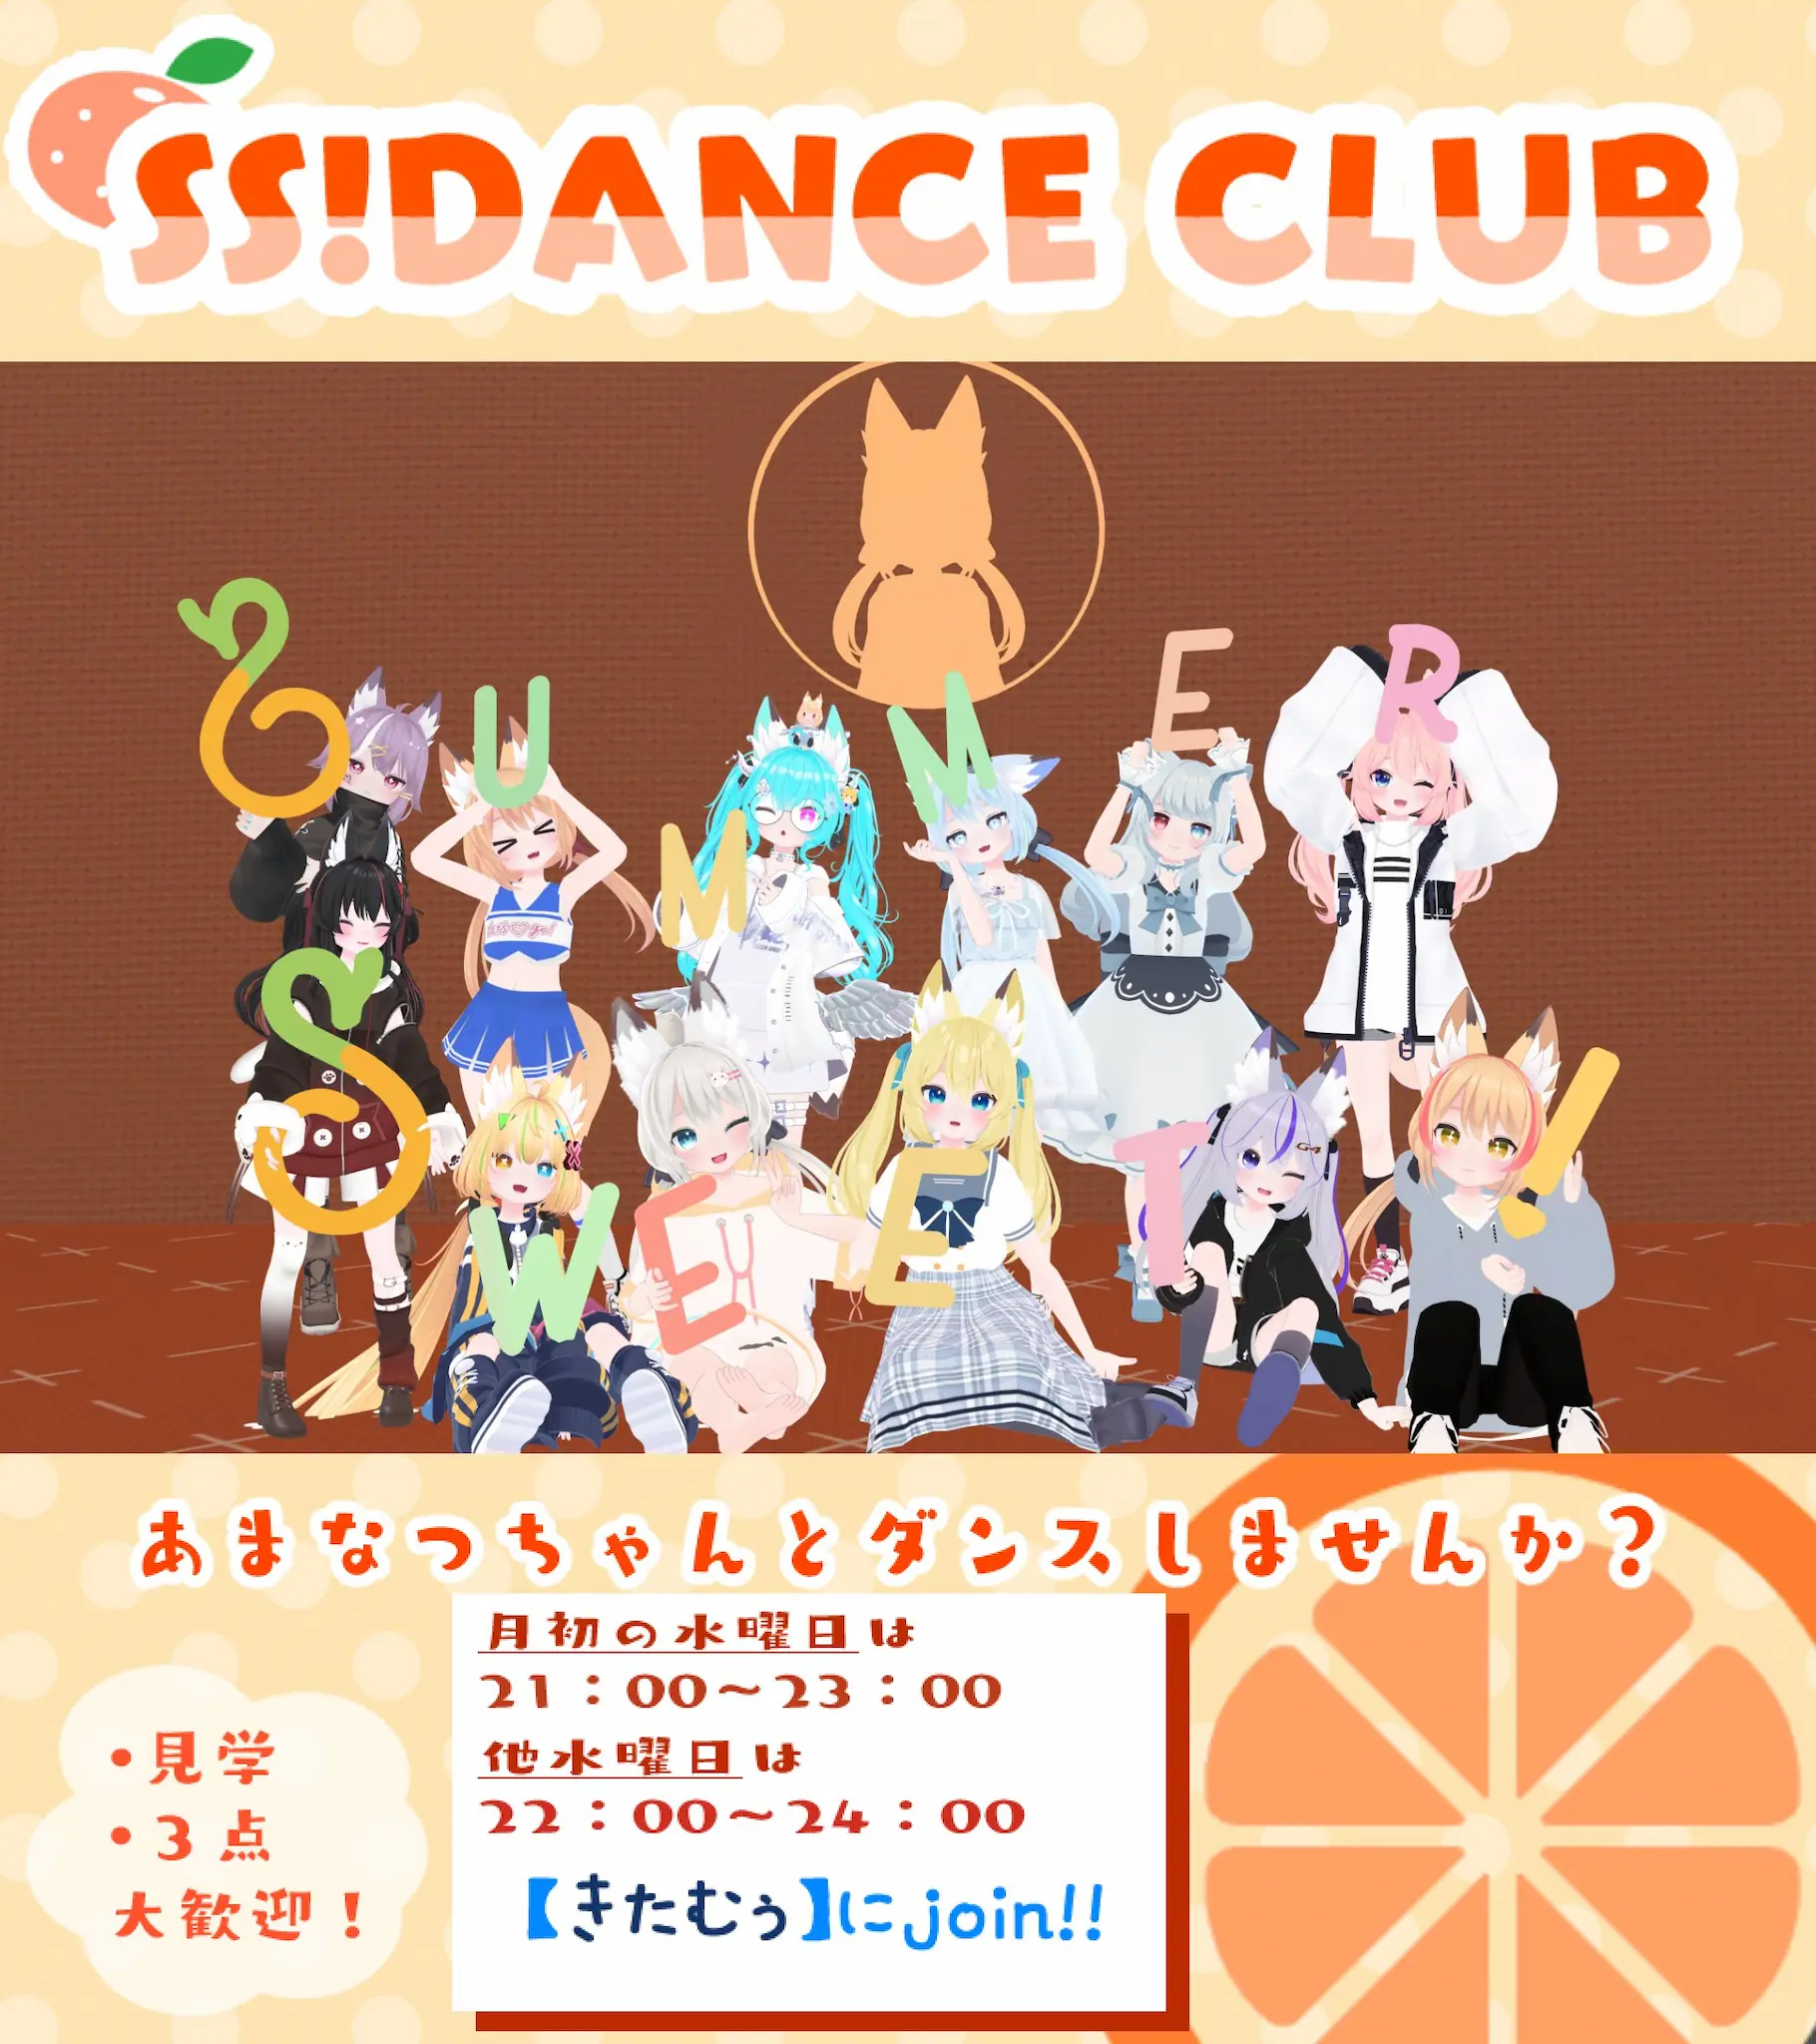 SS!DANCE CLUB
SUMMER
SWEET!
Let's♡go!
あまなつちゃんとダンスしませんか？
月初の水曜日は
21：00～23：00
他水曜日は
22：00～24：00
【きたむぅ】にjoin!!
・見学
・3点
大歓迎！